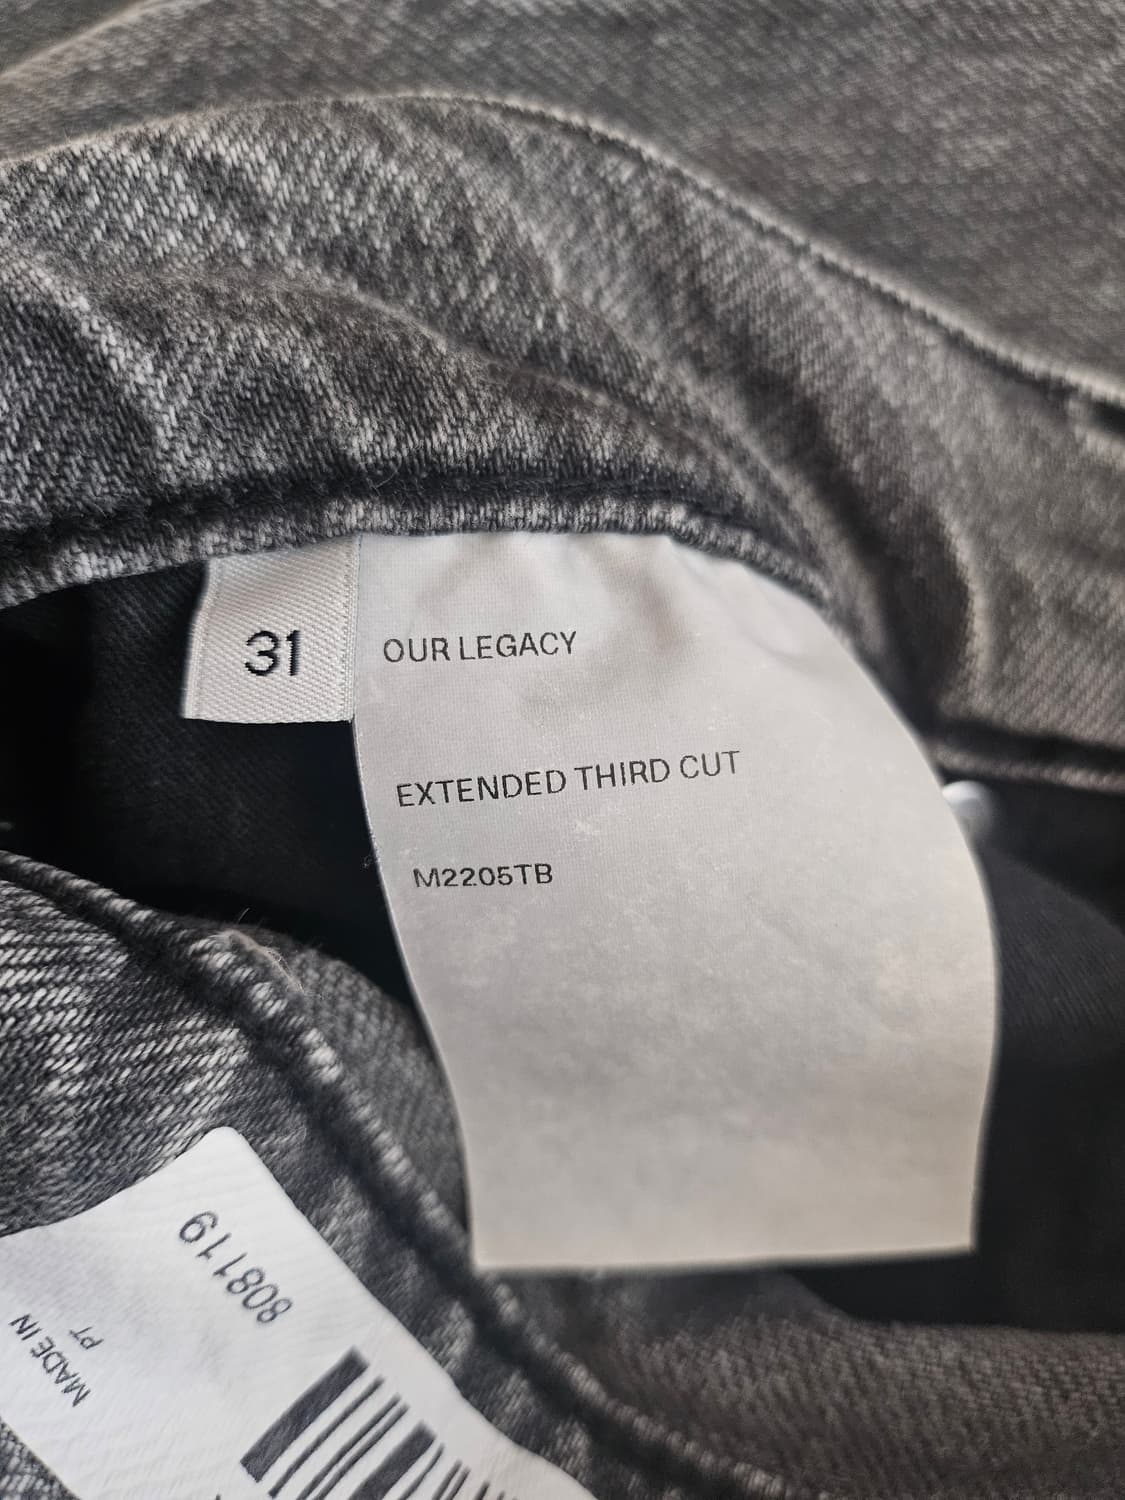 31
OUR LEGACY
EXTENDED THIRD CUT
M2205TB
808119
MADE IN
PT